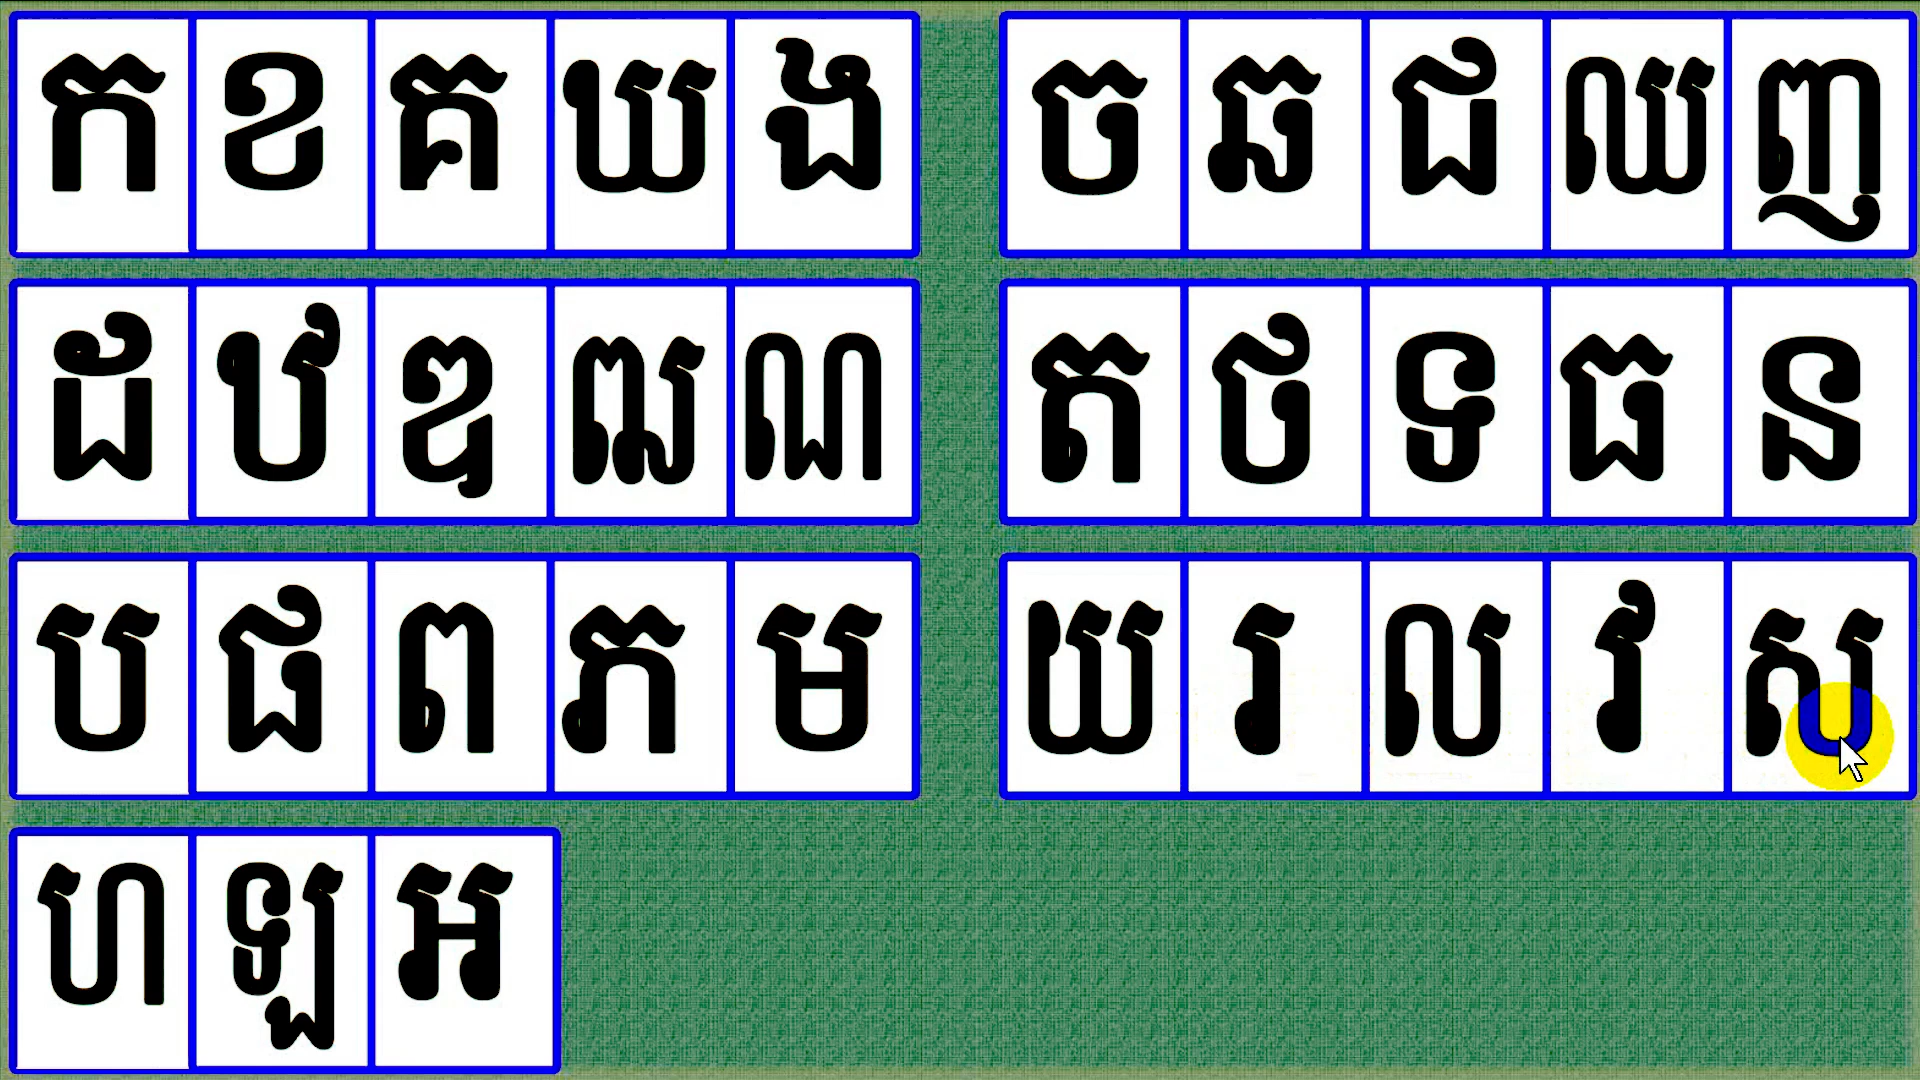 ក ខ គ ឃ ង ច ឆ ជ ឈ ញ
ដ ឋ ឌ ឍ ណ ត ថ ទ ធ ន
ប ផ ព ភ ម យ រ ល វ ស
ហ ឡ អ